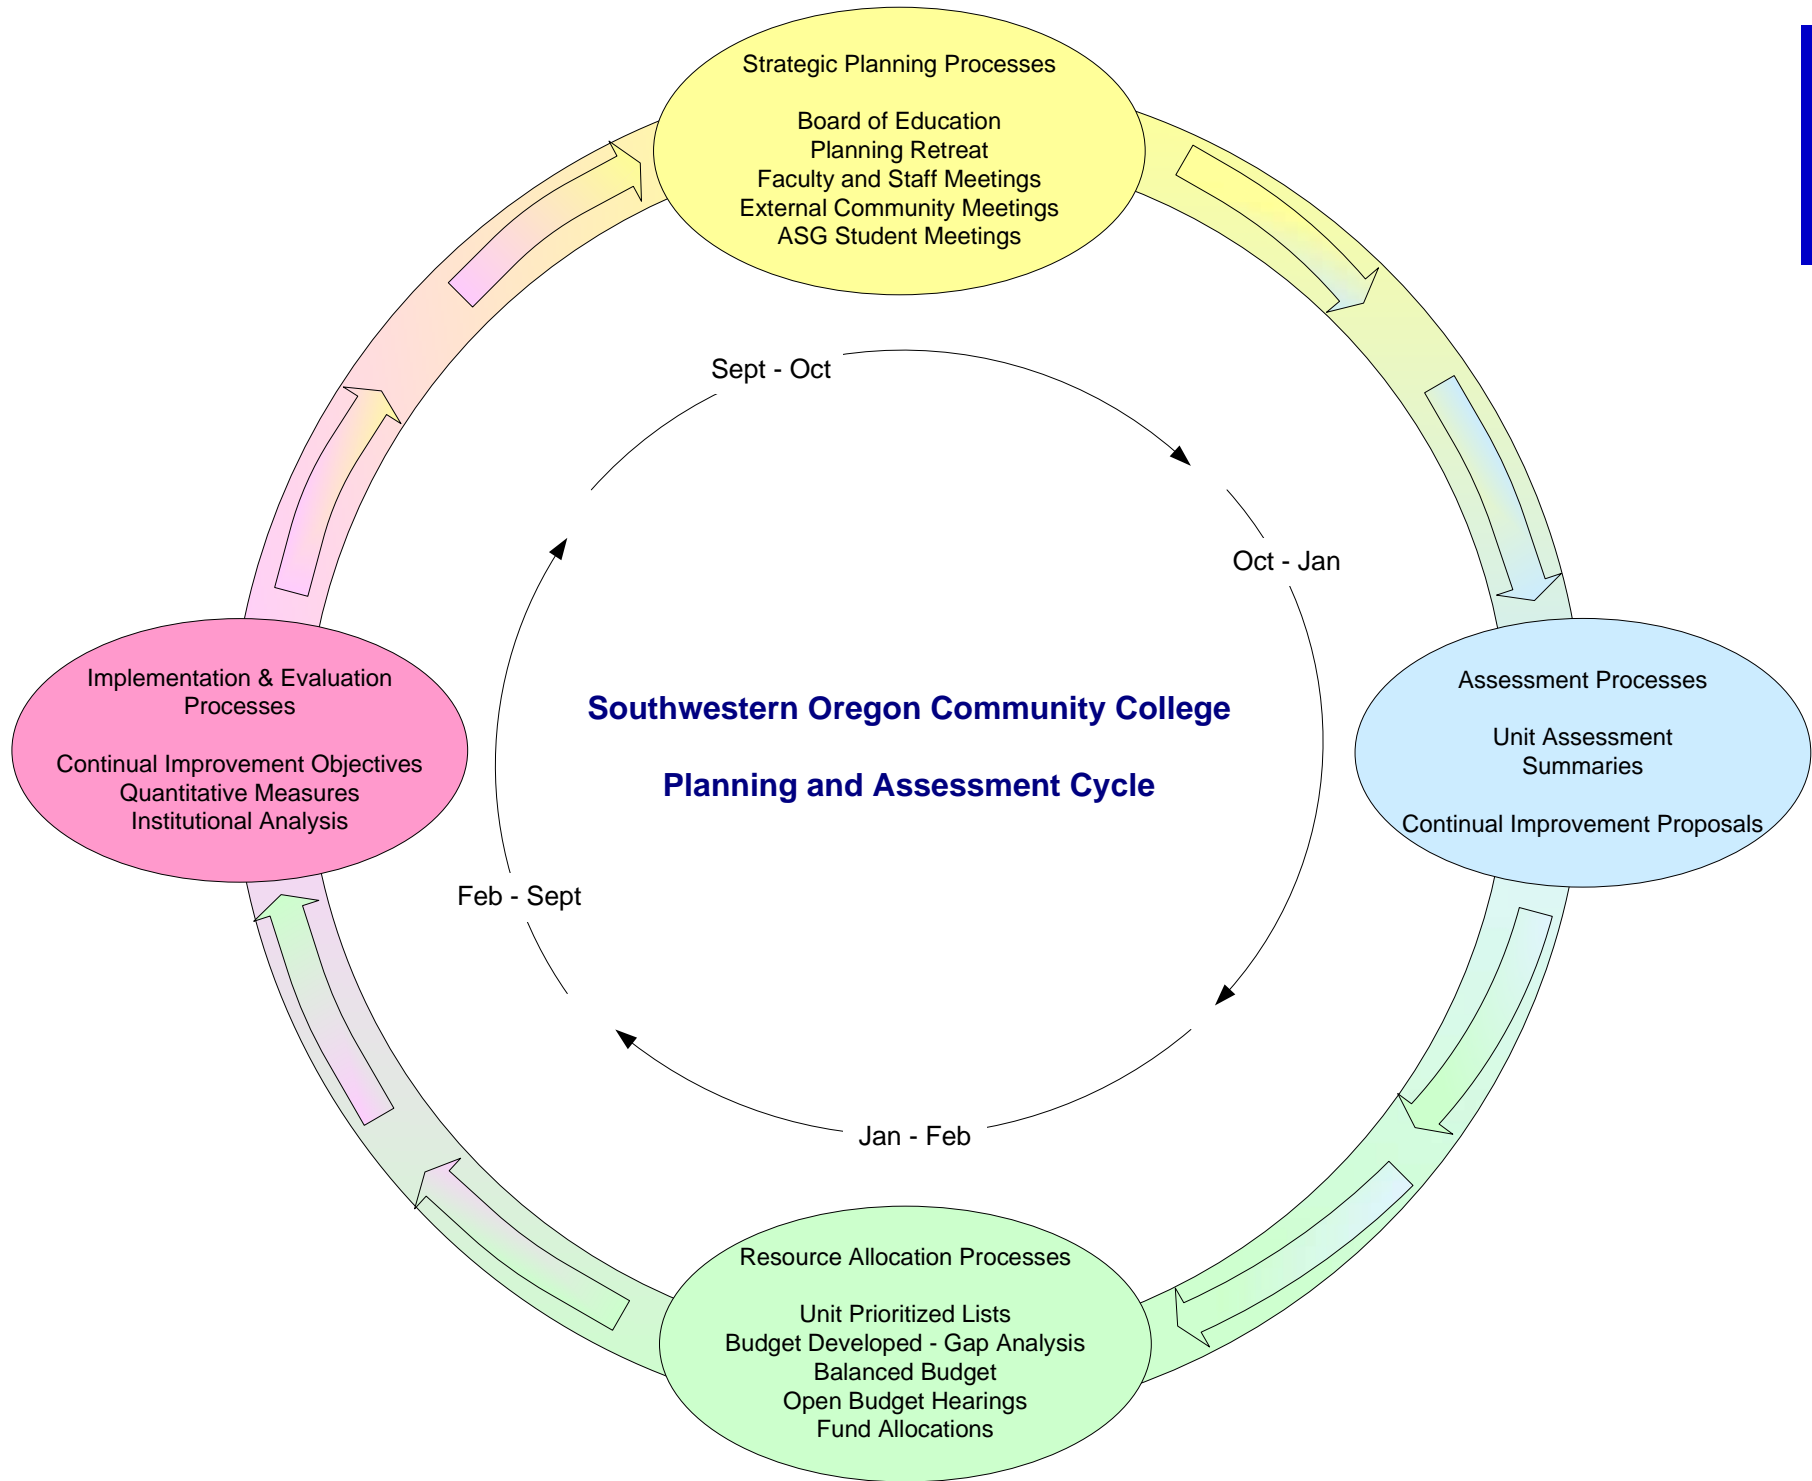 Strategic Planning Processes
Board of Education
Planning Retreat
Faculty and Staff Meetings
External Community Meetings
ASG Student Meetings
Sept - Oct
Oct - Jan
Implementation & Evaluation
Processes
Continual Improvement Objectives
Quantitative Measures
Institutional Analysis
Southwestern Oregon Community College
Planning and Assessment Cycle
Assessment Processes
Unit Assessment
Summaries
Continual Improvement Proposals
Feb - Sept
Jan - Feb
Resource Allocation Processes
Unit Prioritized Lists
Budget Developed - Gap Analysis
Balanced Budget
Open Budget Hearings
Fund Allocations